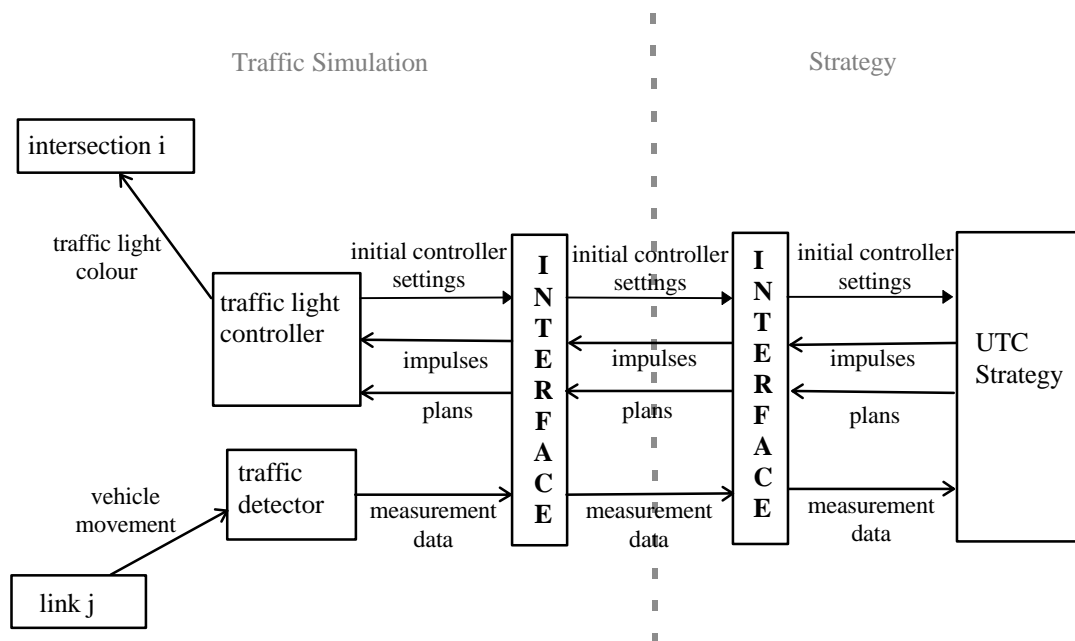 Traffic Simulation
Strategy
intersection i
traffic light
colour
initial controller
settings
initial controller
settings
initial controller
settings
traffic light
controller
impulses
impulses
impulses
plans
plans
plans
INTERFACE
INTERFACE
UTC
Strategy
traffic
detector
vehicle
movement
measurement
data
measurement
data
measurement
data
link j